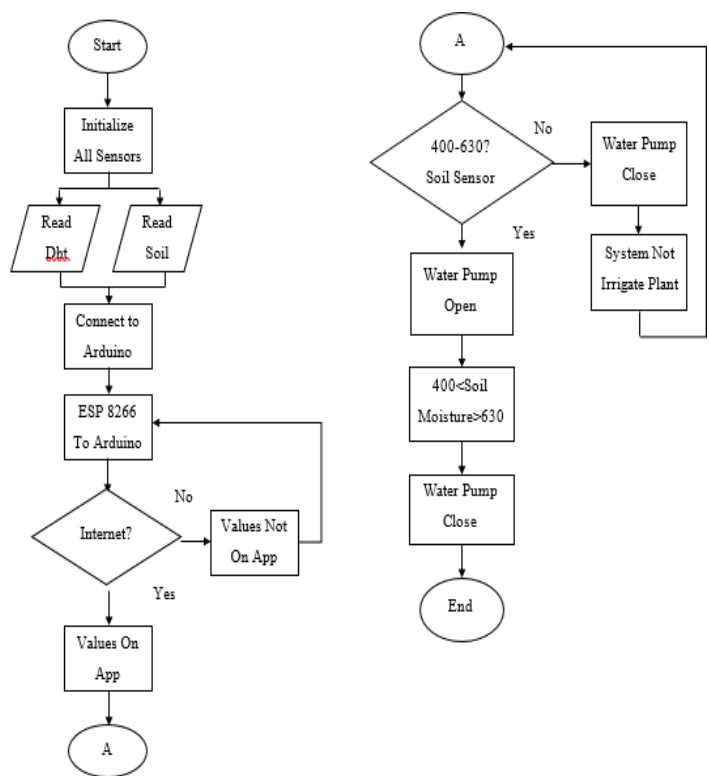 Start
Initialize
All Sensors
Read
Dht
Read
Soil
Connect to
Arduino
ESP 8266
To Arduino
Internet?
No
Values Not
On App
Yes
Values On
App
A
A
400-630?
Soil Sensor
No
Water Pump
Close
System Not
Irrigate Plant
Yes
Water Pump
Open
400<Soil
Moisture>630
Water Pump
Close
End